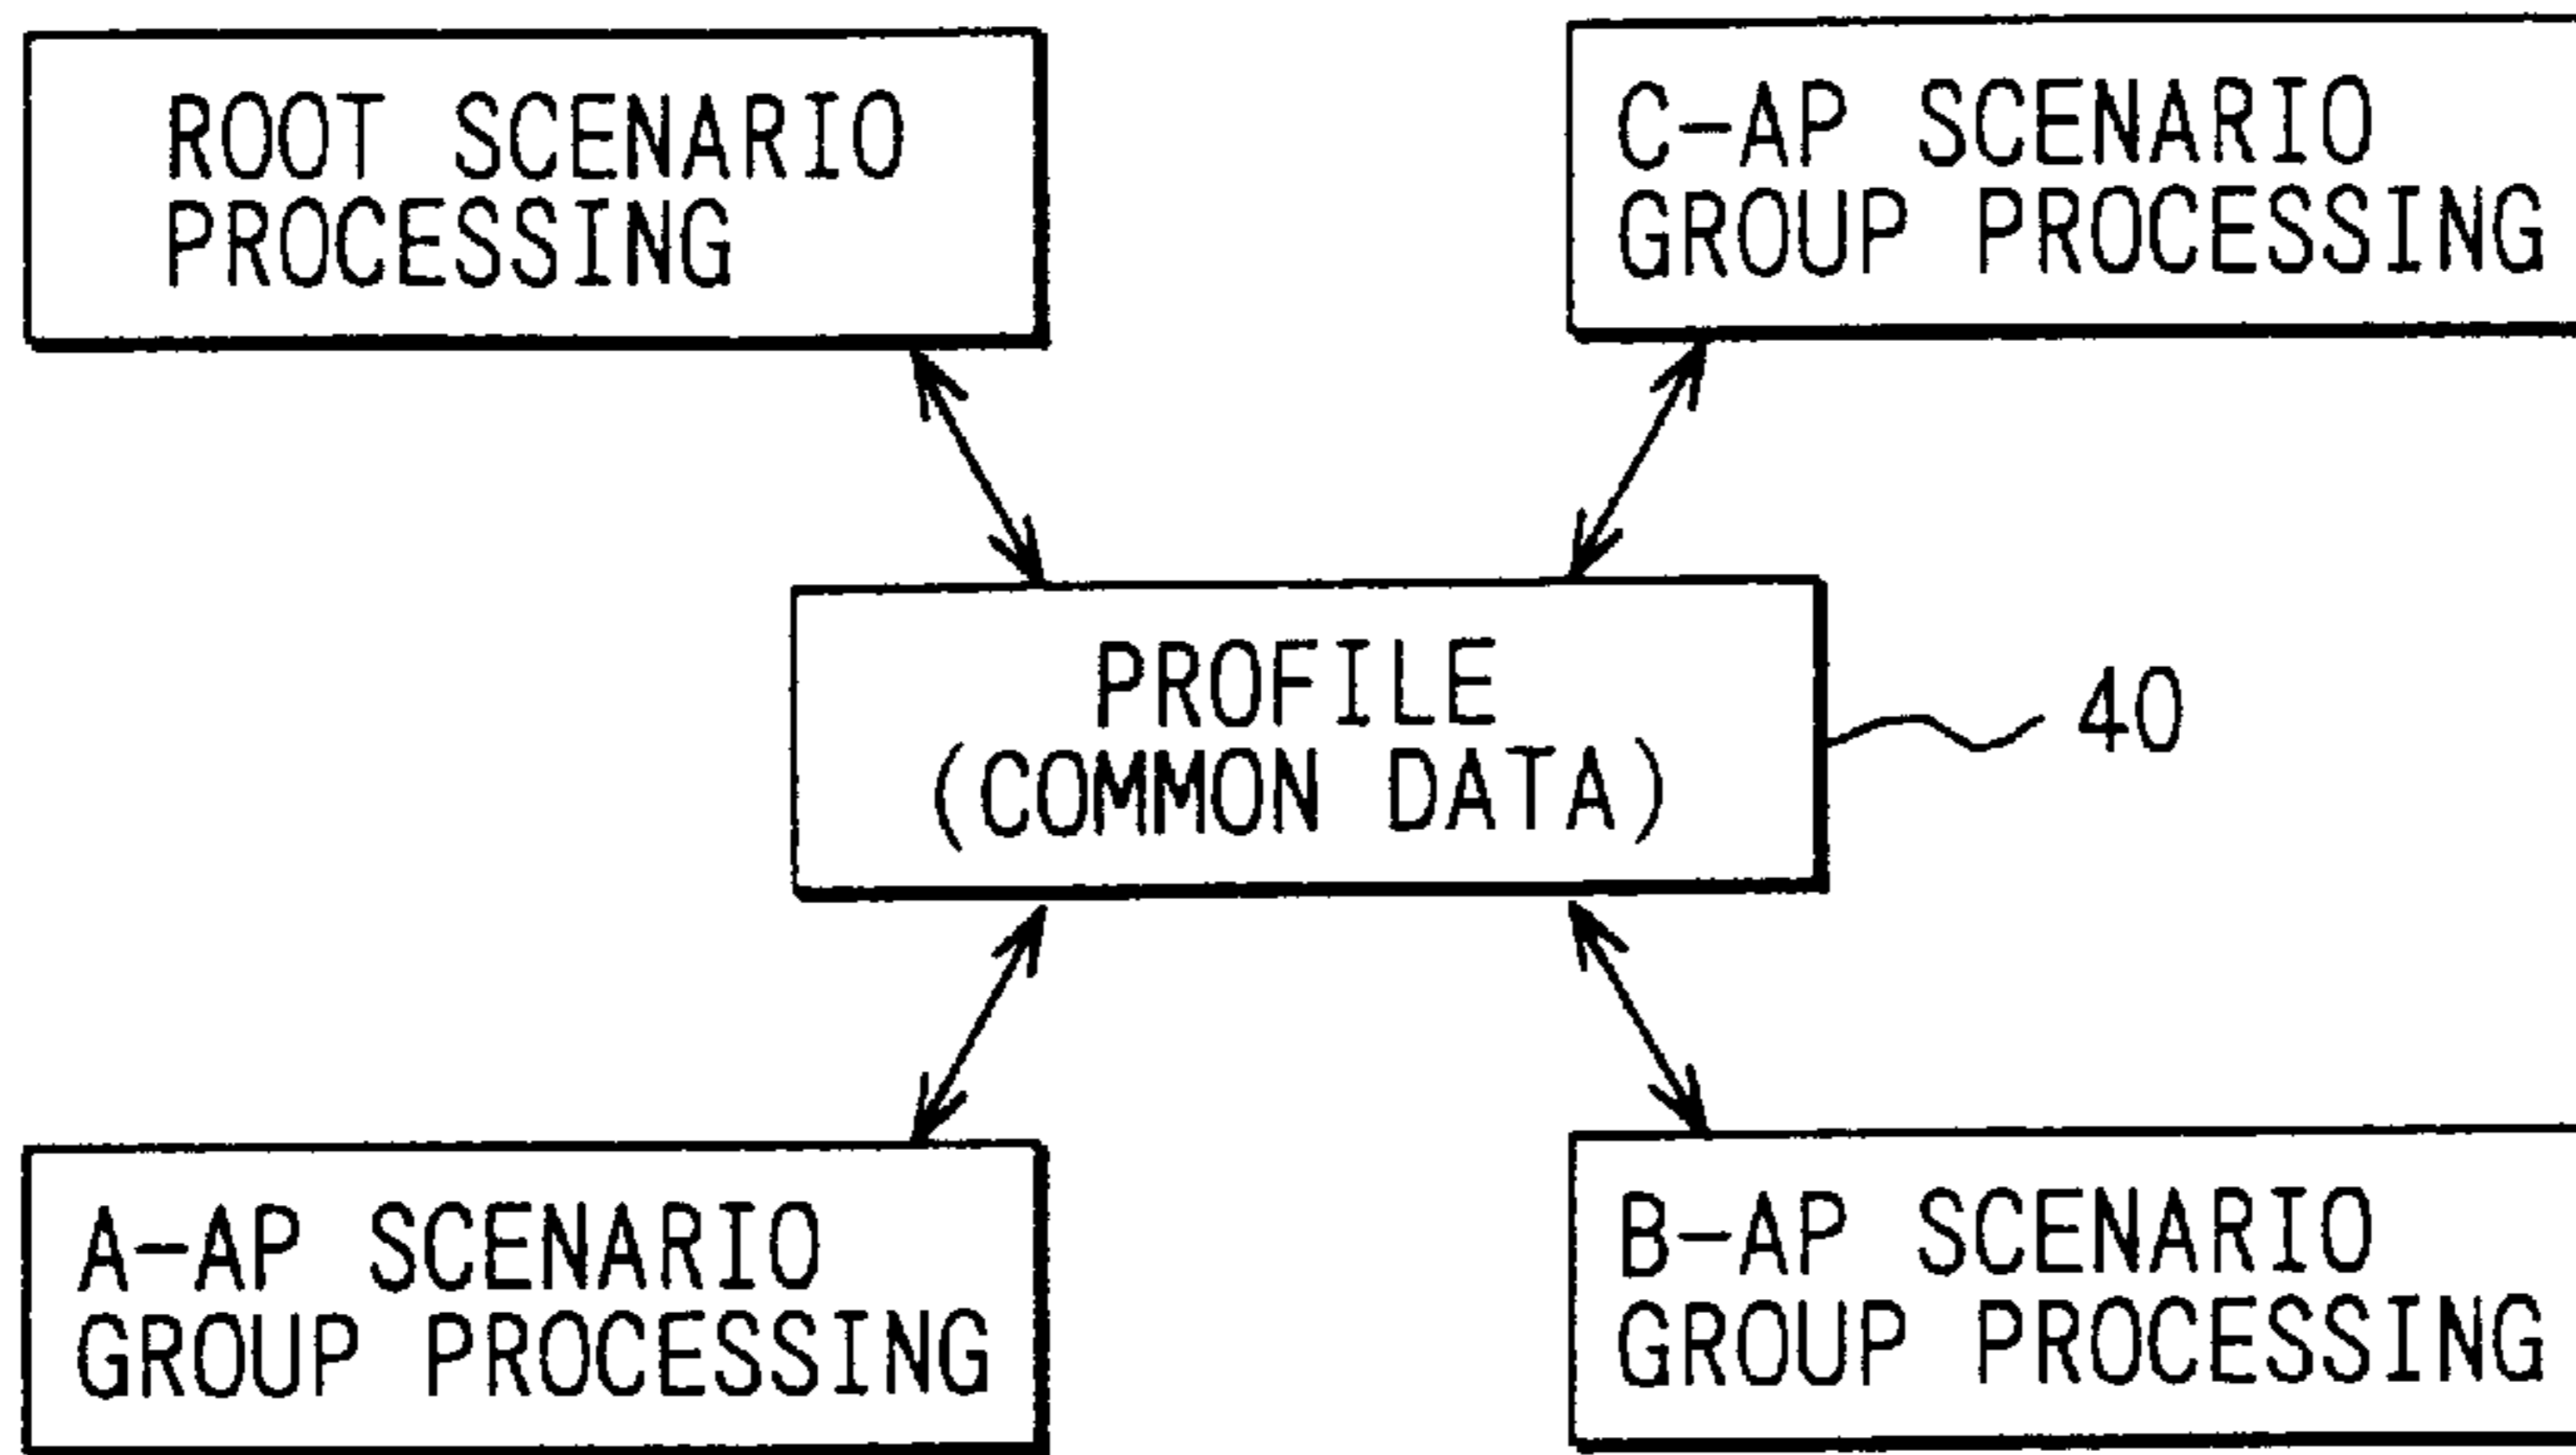 ROOT SCENARIO
PROCESSING
C-AP SCENARIO
GROUP PROCESSING
PROFILE
(COMMON DATA)
40
A-AP SCENARIO
GROUP PROCESSING
B-AP SCENARIO
GROUP PROCESSING